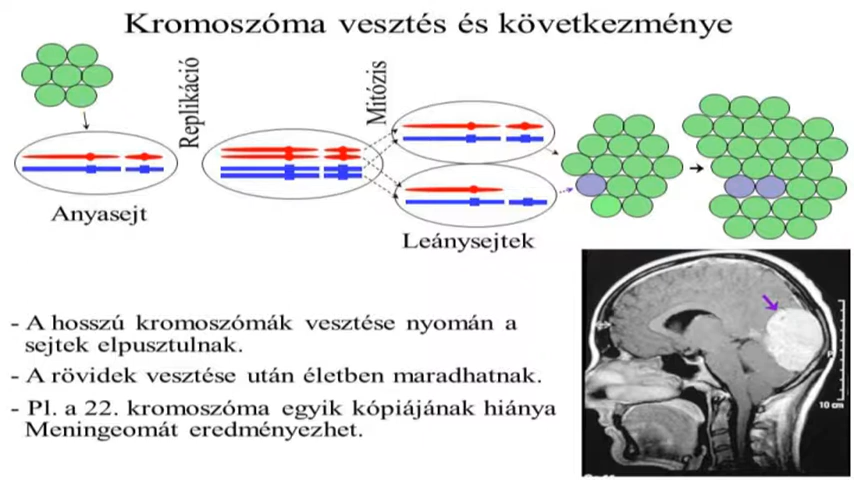 Kromoszóma vesztés és következménye
Replikáció
Mitózis
Anyasejt
Leánysejtek
- A hosszú kromoszómák vesztése nyomán a
sejtek elpusztulnak.
- A rövidek vesztése után életben maradhatnak.
- Pl. a 22. kromoszóma egyik kópiájának hiánya
Meningeomát eredményezhet.
10 cm